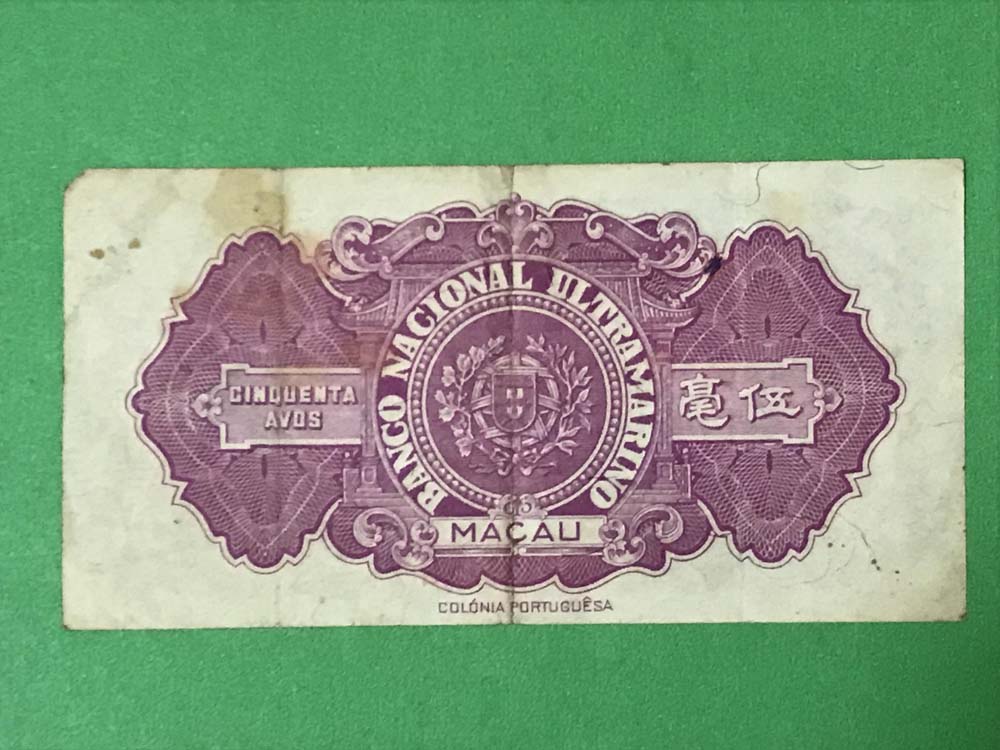 BANCO NACIONAL ULTRAMARINO
CINQUENTA
AVOS
毫伍
MACAU
COLÓNIA PORTUGUÊSA